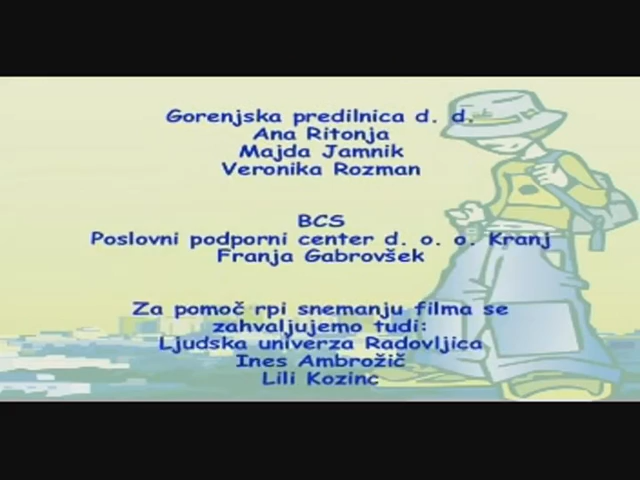 Gorenjska predilnica d. d.
Ana Ritonja
Majda Jamnik
Veronika Rozman
BCS
Poslovni podporni center d. o. o. Kranj
Franja Gabrovšek
Za pomoč rpi snemanju filma se
zahvaljujemo tudi:
Ljudska univerza Radovljica
Ines Ambrožič
Lili Kozinc